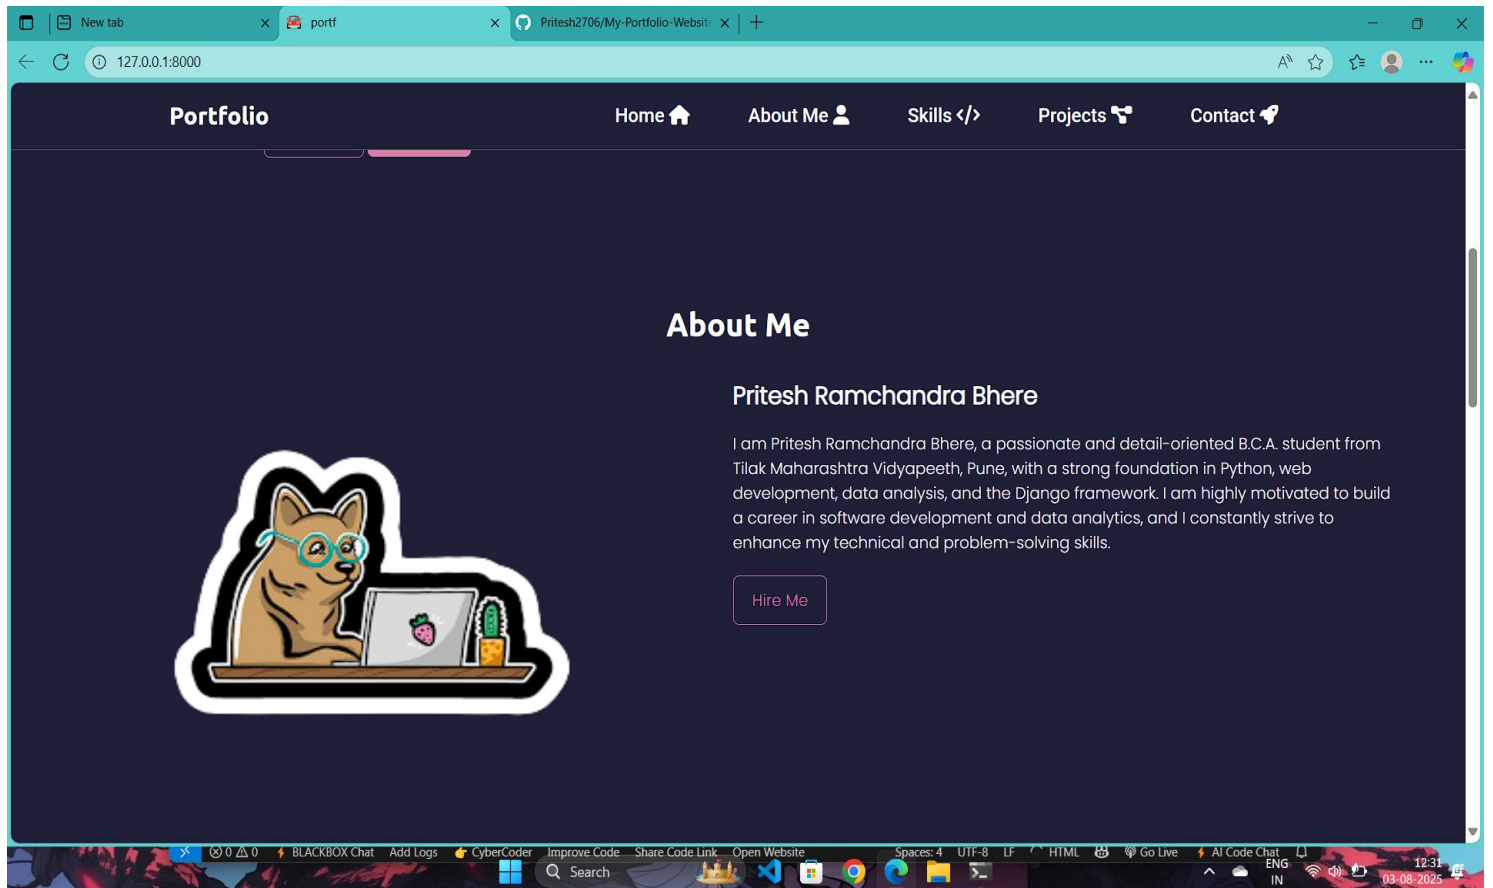 New tab
portf
Pritesh2706/My-Portfolio-Website
127.0.0.1:8000
Portfolio
Home
About Me
Skills </>
Projects
Contact
About Me
Pritesh Ramchandra Bhere
I am Pritesh Ramchandra Bhere, a passionate and detail-oriented B.C.A. student from
Tilak Maharashtra Vidyapeeth, Pune, with a strong foundation in Python, web
development, data analysis, and the Django framework. I am highly motivated to build
a career in software development and data analytics, and I constantly strive to
enhance my technical and problem-solving skills.
Hire Me
0 0 BLACKBOX Chat Add Logs CyberCoder Improve Code Share Code Link Open Website Spaces: 4 UTF-8 LF HTML Go Live AI Code Chat
Search
ENG
IN
12:31
03-08-2025